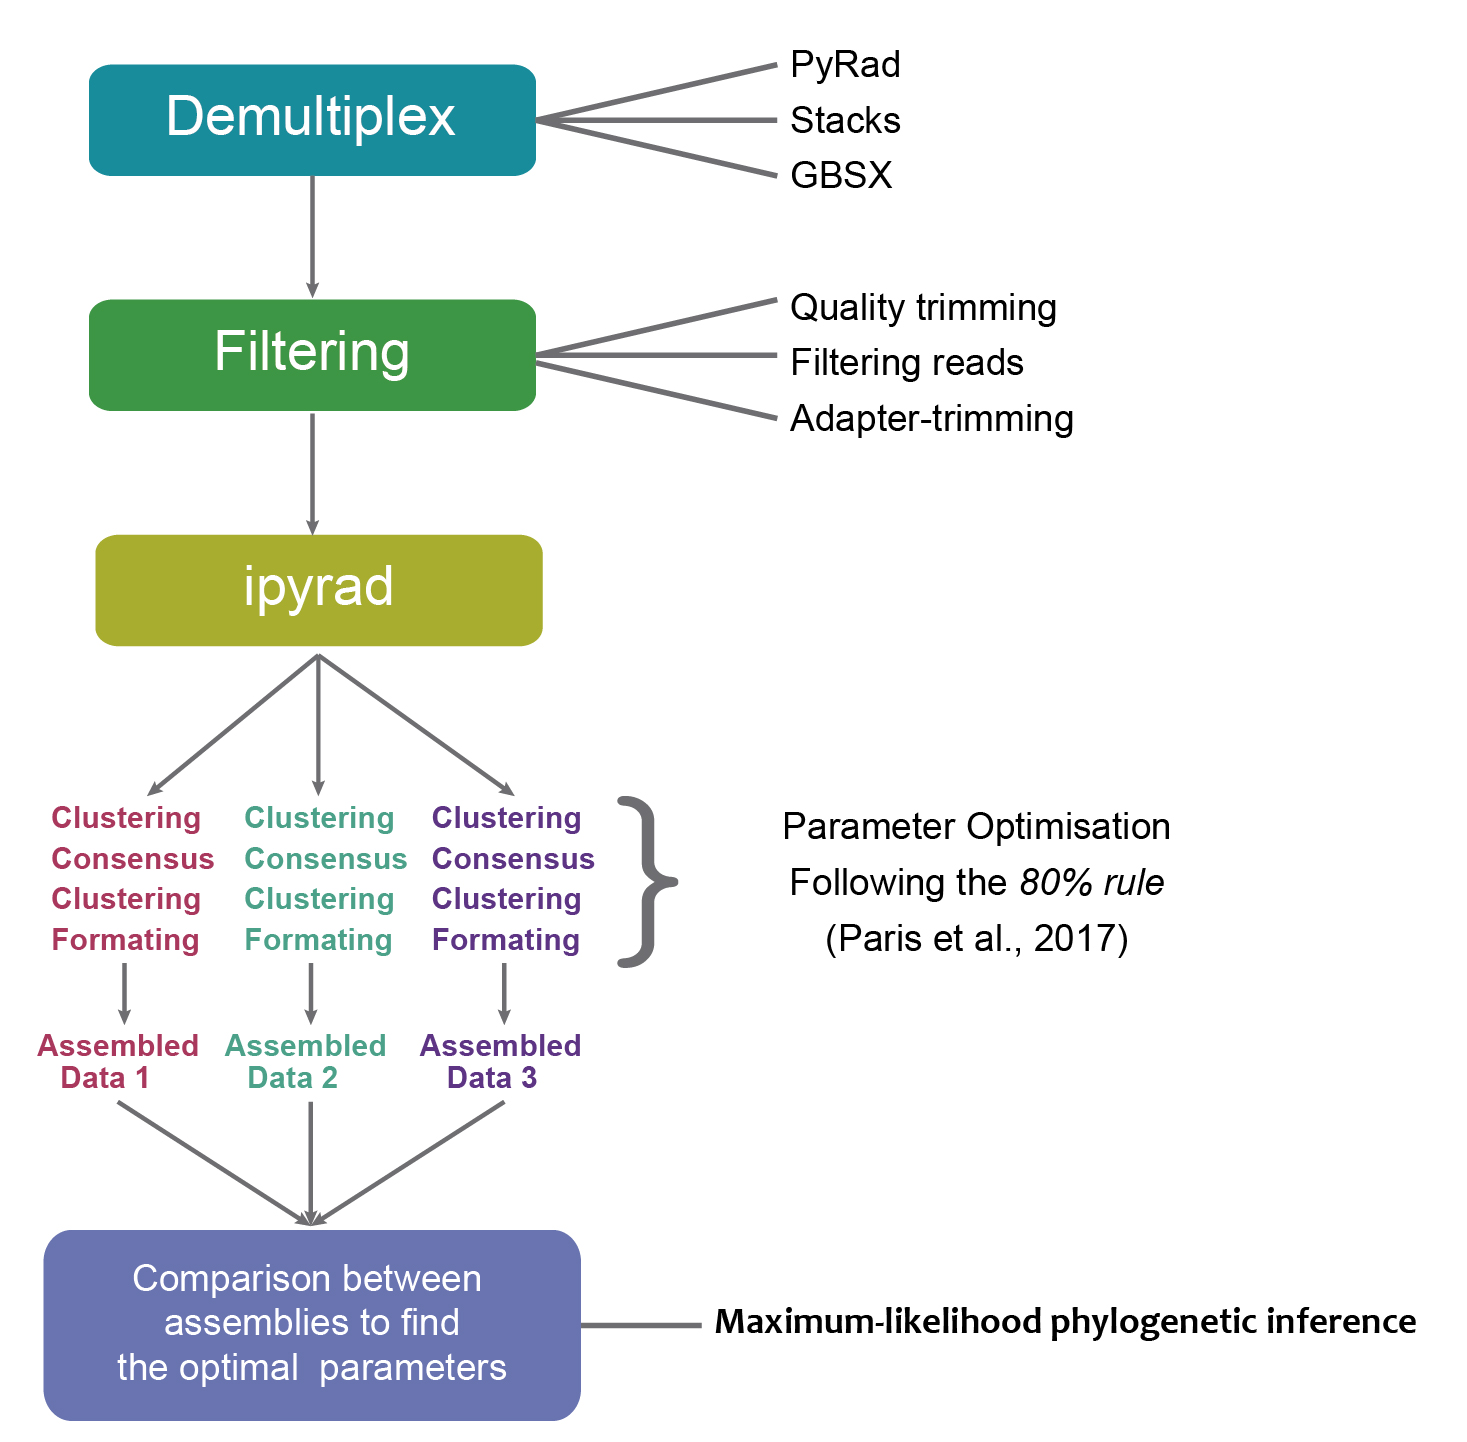 Demultiplex
PyRad
Stacks
GBSX
Filtering
Quality trimming
Filtering reads
Adapter-trimming
ipyrad
Clustering
Consensus
Clustering
Formating
Clustering
Consensus
Clustering
Formating
Clustering
Consensus
Clustering
Formating
Parameter Optimisation
Following the 80% rule
(Paris et al., 2017)
Assembled
Data 1
Assembled
Data 2
Assembled
Data 3
Comparison between
assemblies to find
the optimal parameters
Maximum-likelihood phylogenetic inference